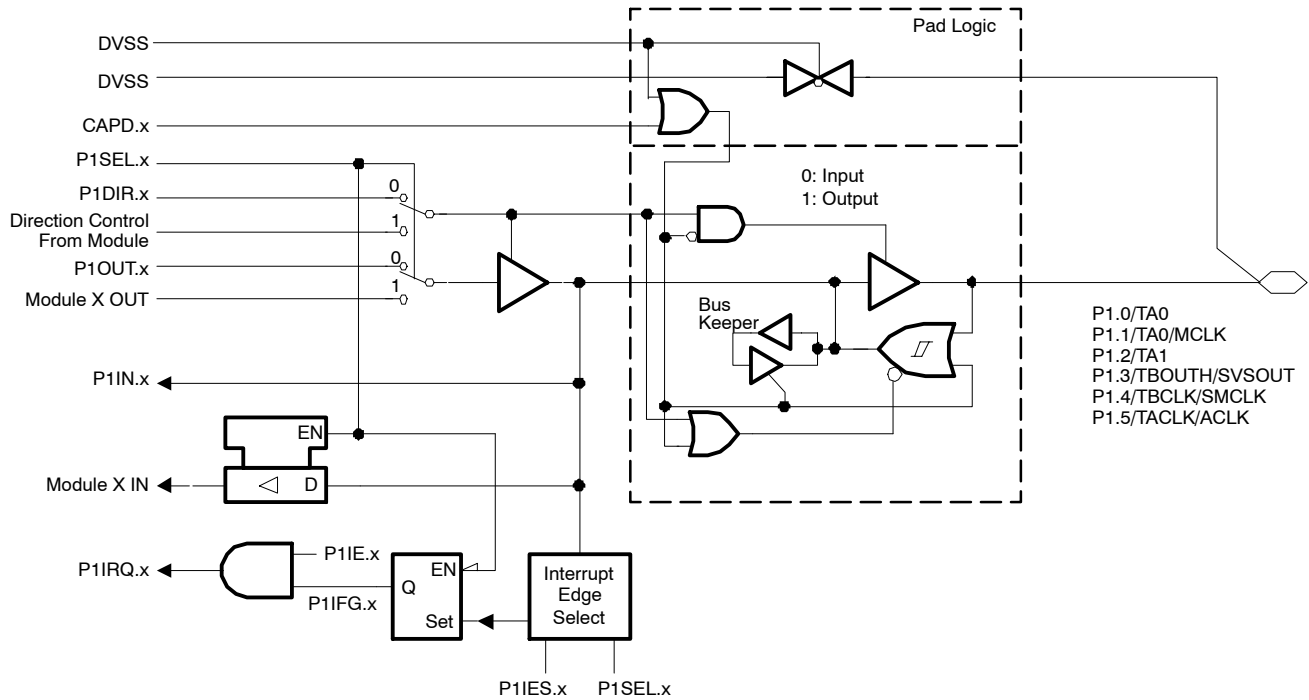 Pad Logic
DVSS
DVSS
CAPD.x
P1SEL.x
0: Input
1: Output
0
P1DIR.x
1
Direction Control
From Module
0
P1OUT.x
1
Module X OUT
Bus
Keeper
P1.0/TA0
P1.1/TA0/MCLK
P1.2/TA1
P1.3/TBOUTH/SVSOUT
P1.4/TBCLK/SMCLK
P1.5/TACLK/ACLK
P1IN.x
EN
Module X IN
D
P1IRQ.x
P1IE.x
P1IFG.x
EN
Q
Set
Interrupt
Edge
Select
P1IES.x
P1SEL.x